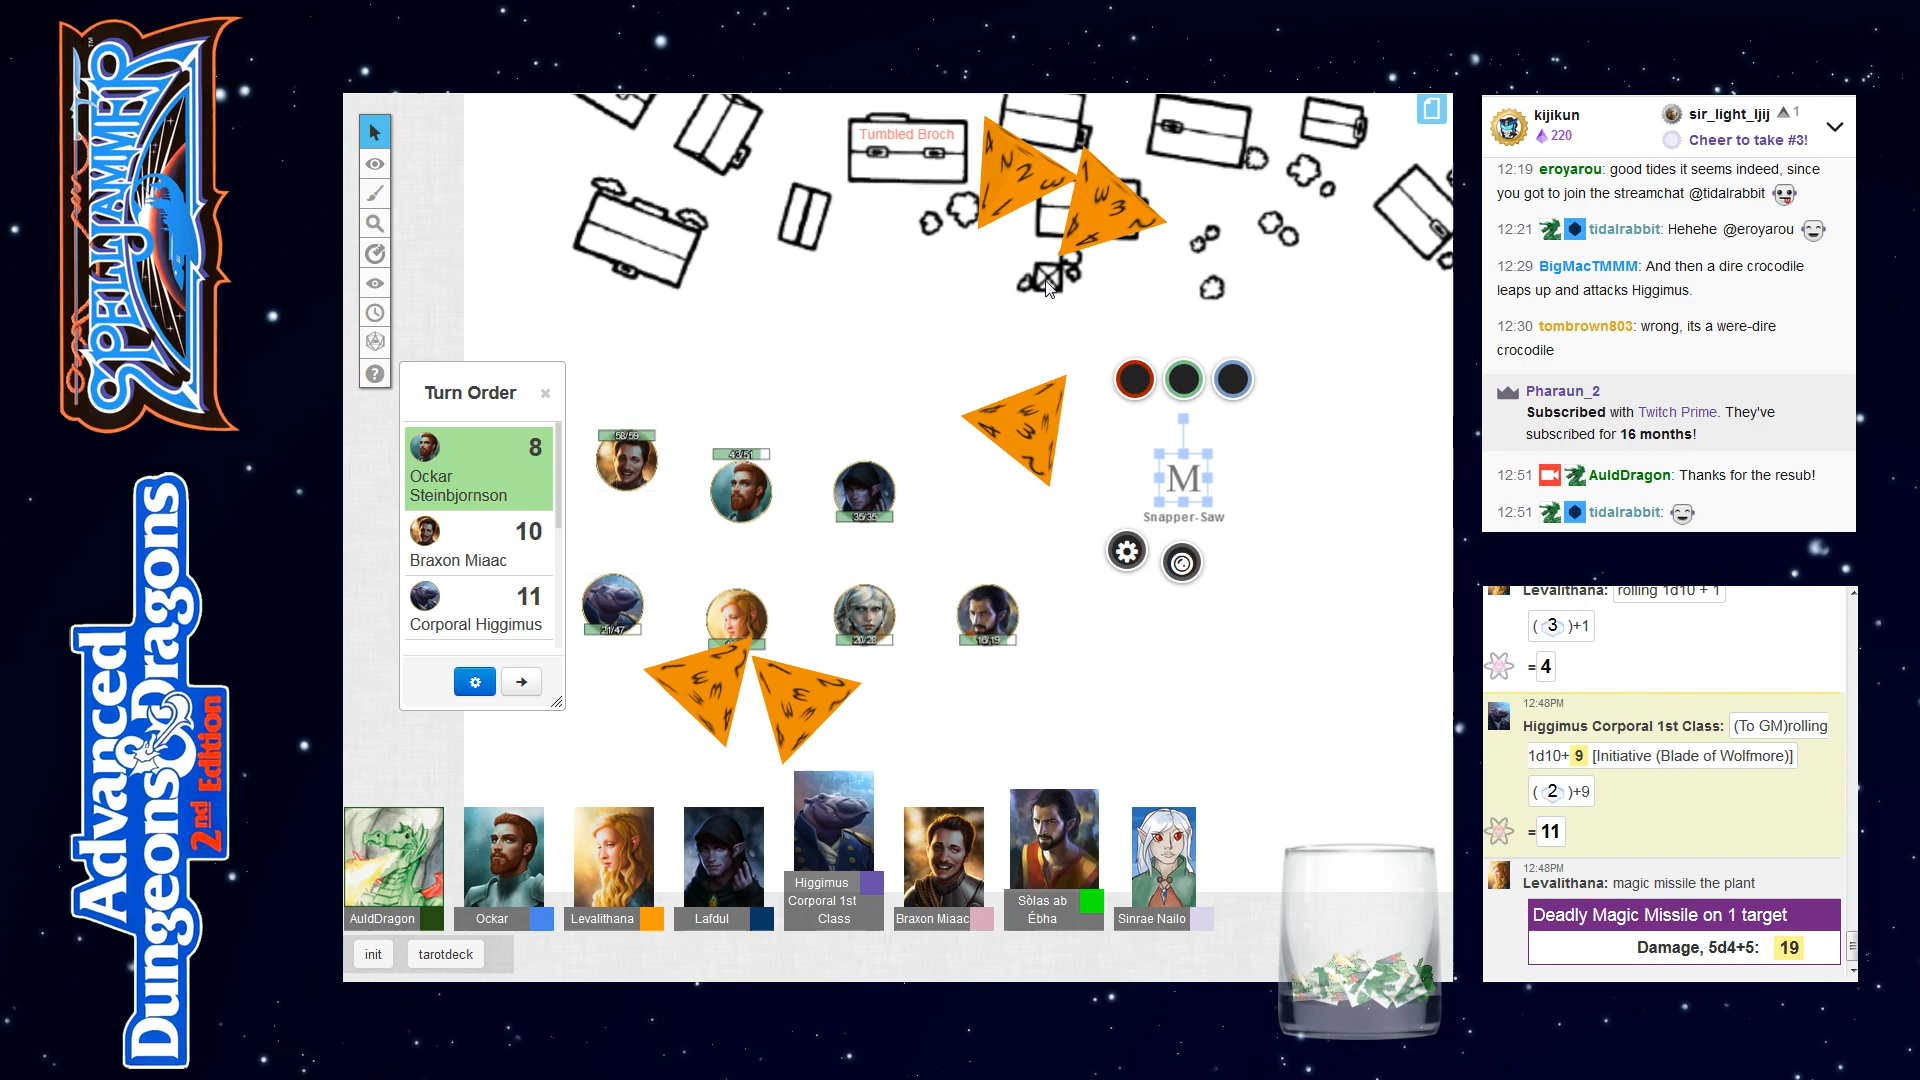 SPELLJAMMER
TM
Advanced
Dungeons & Dragons
2nd Edition
Tumbled Broch
Turn Order
×
8
Ockar
Steinbjornson
10
Braxon Miaac
11
Corporal Higgimus
58/59
43/51
35/35
21/47
20/28
16/19
M
Snapper-Saw
AuldDragon
Ockar
Levalithana
Lafdul
Higgimus
Corporal 1st
Class
Braxon Miaac
Sòlas ab
Ébha
Sinrae Nailo
init
tarotdeck
kijikun
220
sir_light_ljij
1
Cheer to take #3!
12:19 eroyarou: good tides it seems indeed, since
you got to join the streamchat @tidalrabbit
12:21 tidalrabbit: Hehehe @eroyarou
12:29 BigMacTMMM: And then a dire crocodile
leaps up and attacks Higgimus.
12:30 tombrown803: wrong, its a were-dire
crocodile
Pharaun_2
Subscribed with Twitch Prime. They've
subscribed for 16 months!
12:51 AuldDragon: Thanks for the resub!
12:51 tidalrabbit:
Levalithana: rolling 1d10 + 1
(3)+1
=4
12:48PM
Higgimus Corporal 1st Class: (To GM)rolling
1d10+ 9 [Initiative (Blade of Wolfmore)]
(2)+9
=11
12:48PM
Levalithana: magic missile the plant
Deadly Magic Missile on 1 target
Damage, 5d4+5: 19